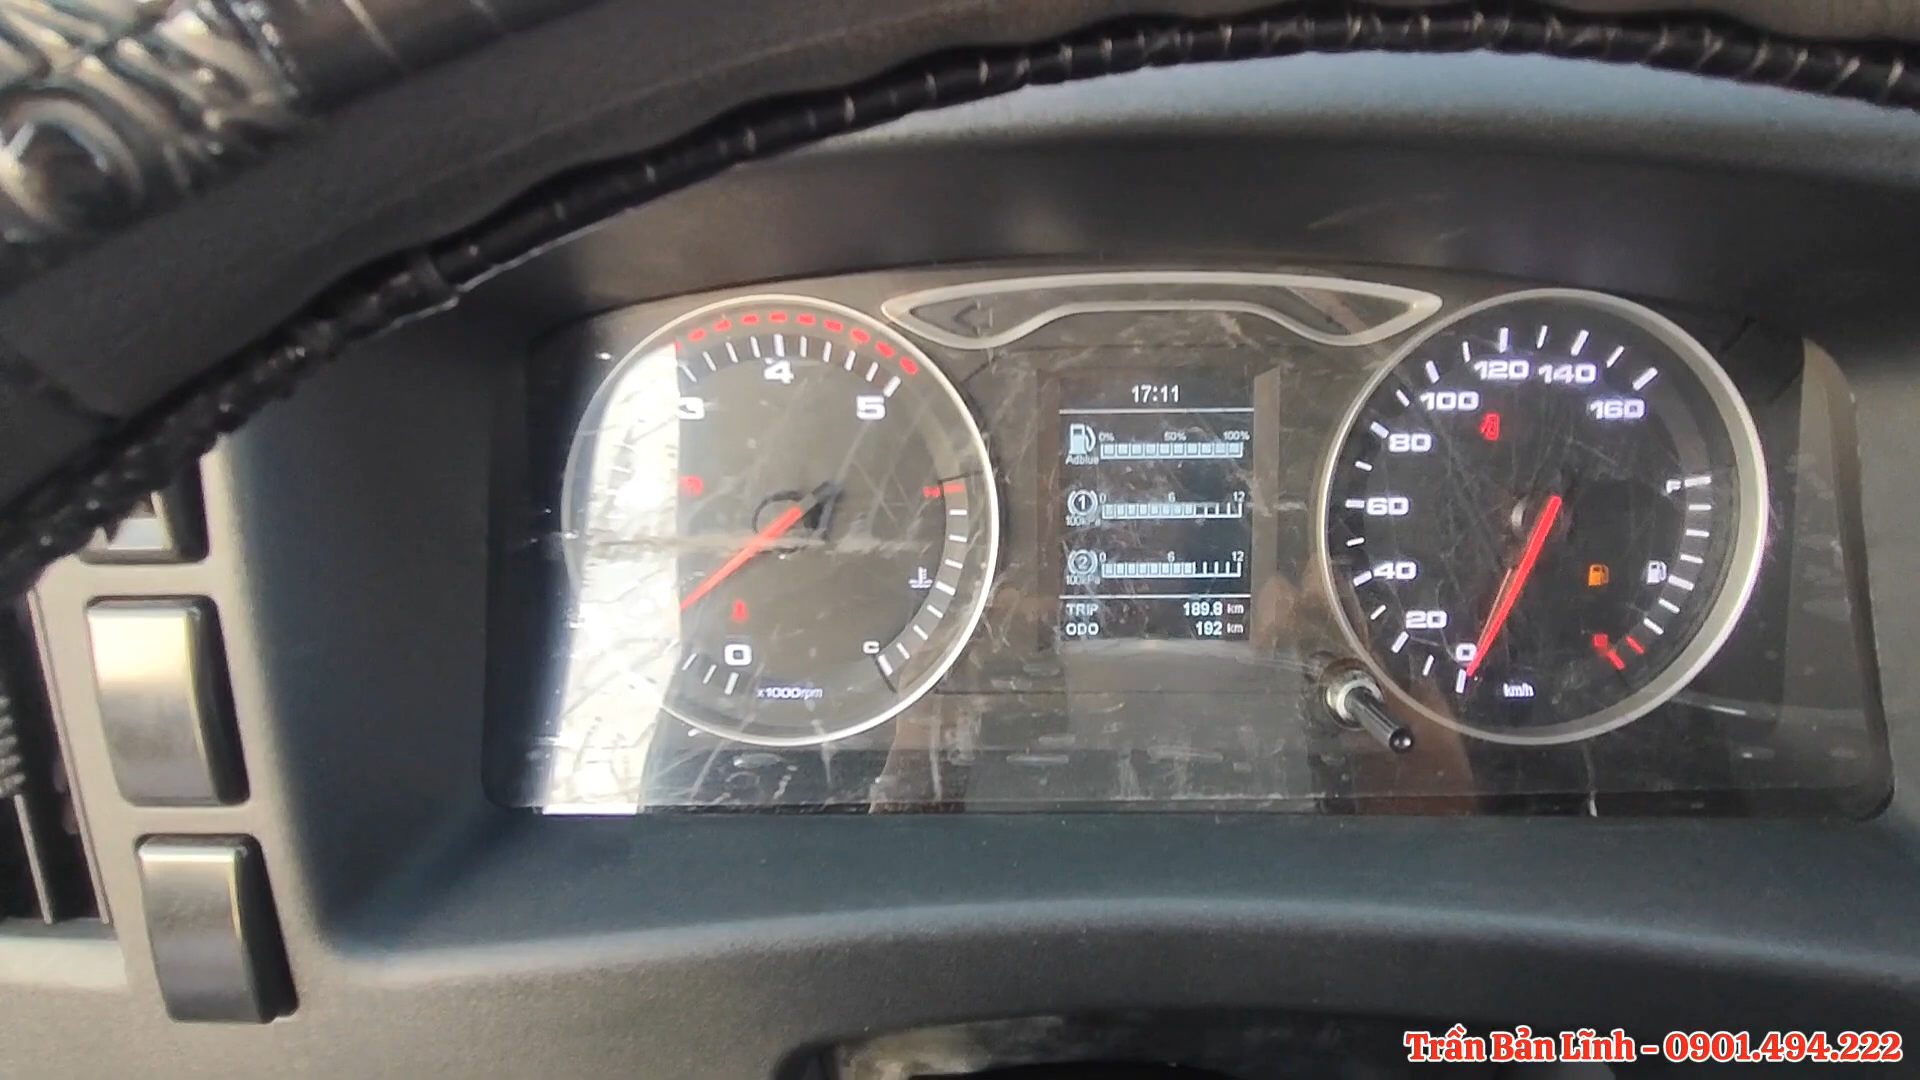 17:11
0% 50% 100%
Adblue
1 0 6 12
100kPa
2 0 6 12
100kPa
TRIP 189.8 km
ODO 192 km
0 3 4 5
x1000rpm
H
C
0 20 40 60 80 100 120 140 160
km/h
F
E
Trần Bản Lĩnh - 0901.494.222